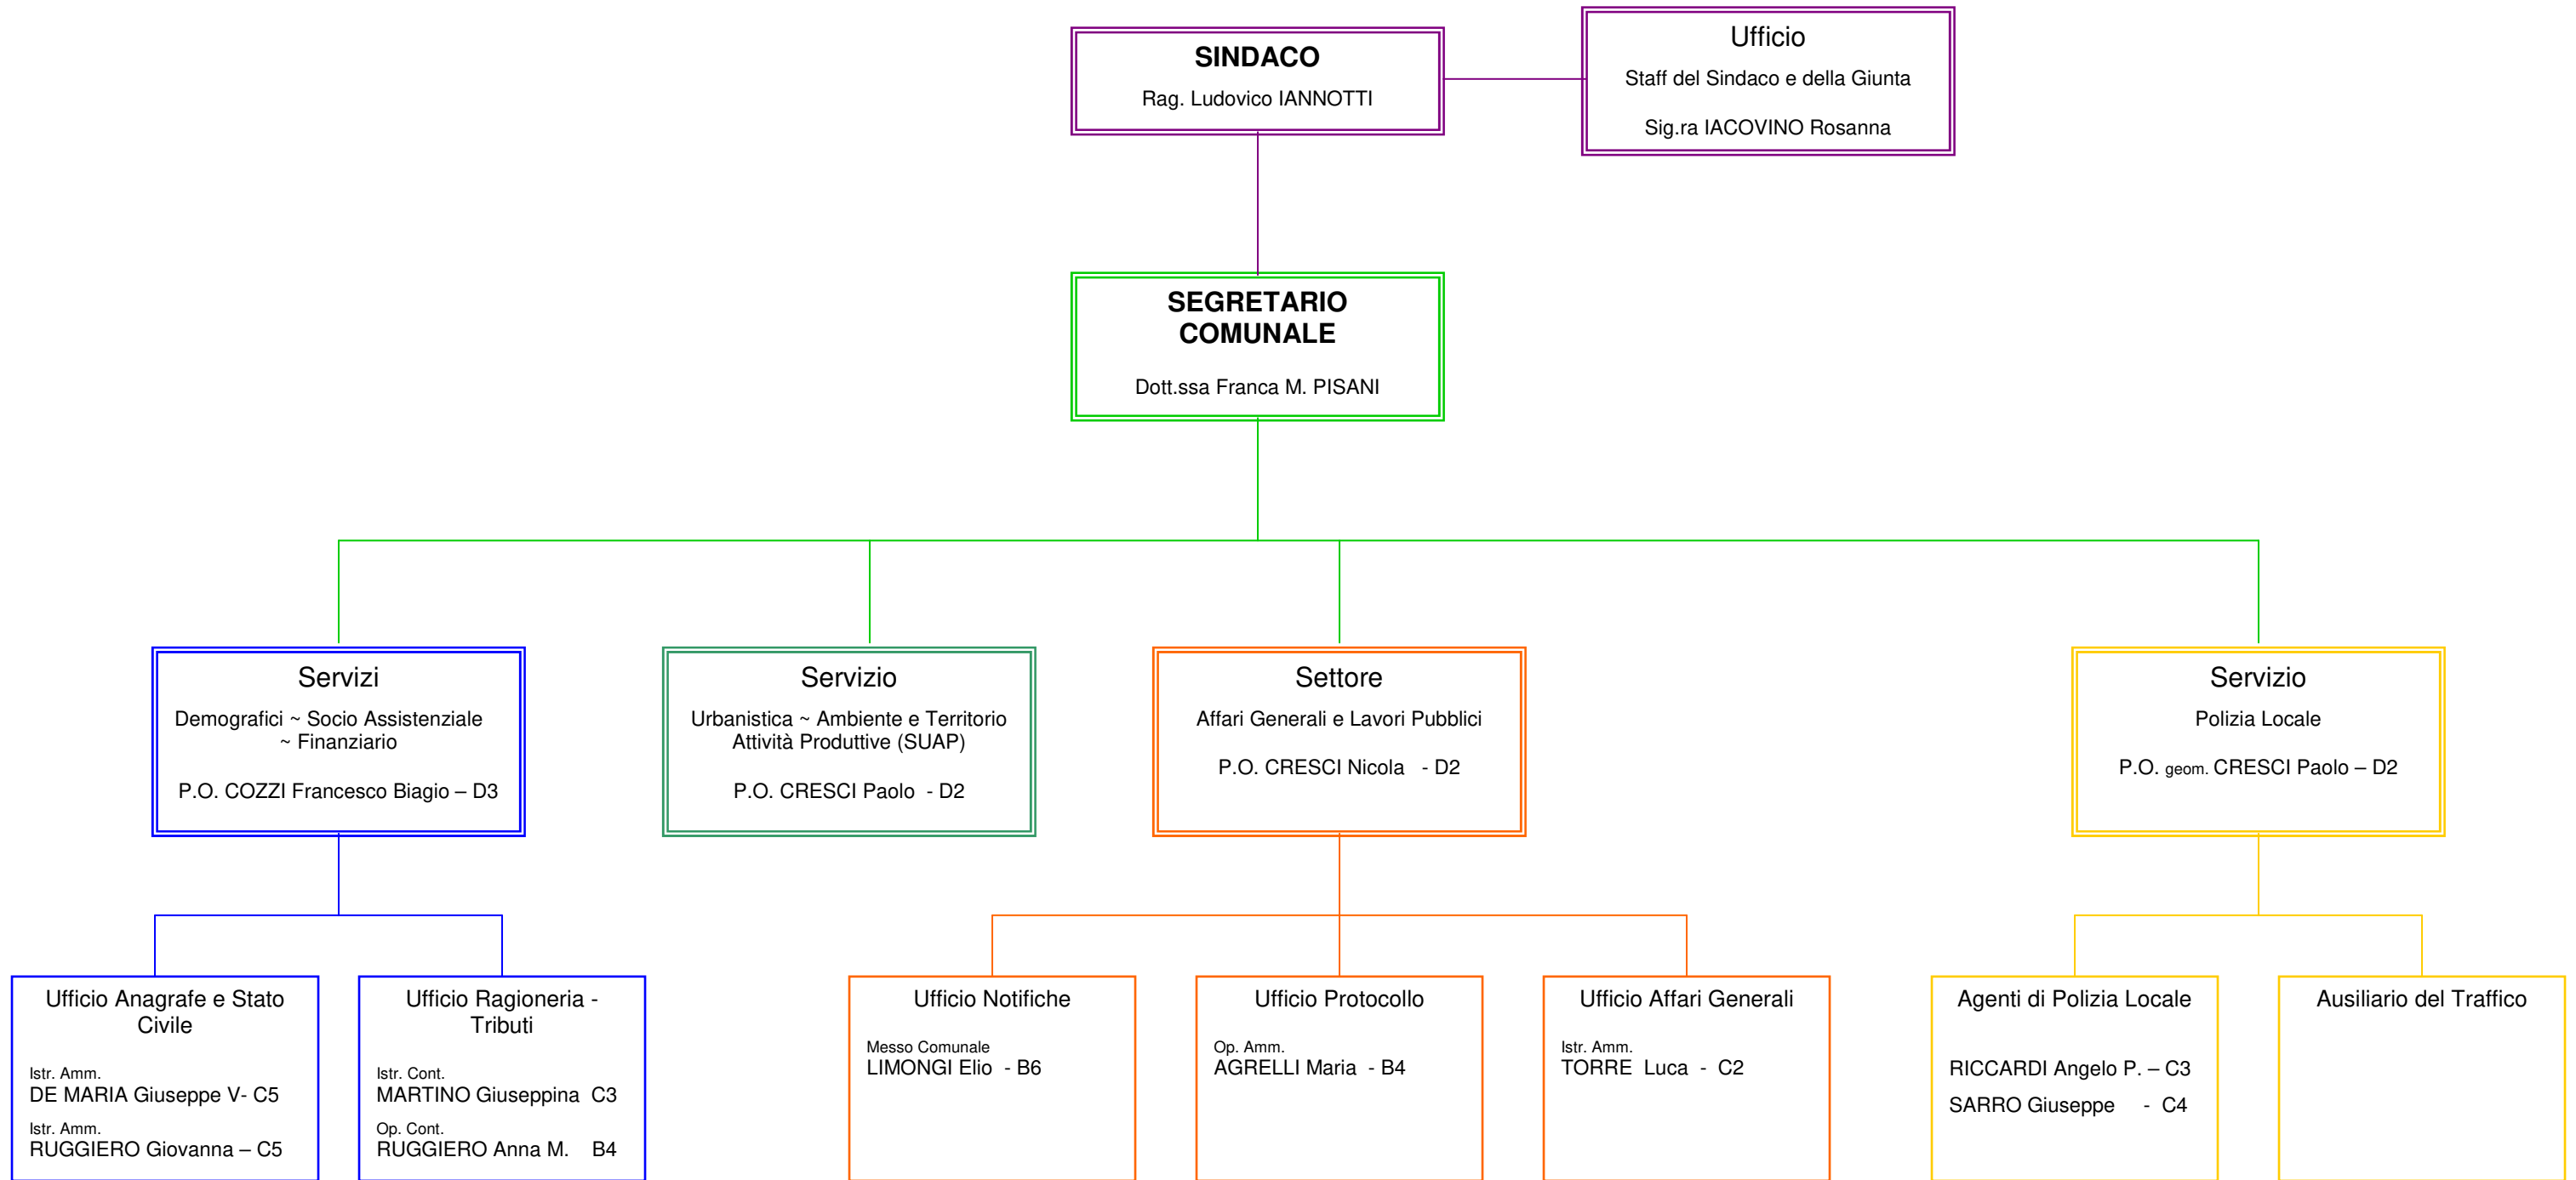 SINDACO
Rag. Ludovico IANNOTTI
Ufficio
Staff del Sindaco e della Giunta
Sig.ra IACOVINO Rosanna
SEGRETARIO
COMUNALE
Dott.ssa Franca M. PISANI
Servizi
Demografici ~ Socio Assistenziale
~ Finanziario
P.O. COZZI Francesco Biagio – D3
Servizio
Urbanistica ~ Ambiente e Territorio
Attività Produttive (SUAP)
P.O. CRESCI Paolo - D2
Settore
Affari Generali e Lavori Pubblici
P.O. CRESCI Nicola - D2
Servizio
Polizia Locale
P.O. geom. CRESCI Paolo – D2
Ufficio Anagrafe e Stato
Civile
Istr. Amm.
DE MARIA Giuseppe V- C5
Istr. Amm.
RUGGIERO Giovanna – C5
Ufficio Ragioneria -
Tributi
Istr. Cont.
MARTINO Giuseppina C3
Op. Cont.
RUGGIERO Anna M. B4
Ufficio Notifiche
Messo Comunale
LIMONGI Elio - B6
Ufficio Protocollo
Op. Amm.
AGRELLI Maria - B4
Ufficio Affari Generali
Istr. Amm.
TORRE Luca - C2
Agenti di Polizia Locale
RICCARDI Angelo P. – C3
SARRO Giuseppe - C4
Ausiliario del Traffico